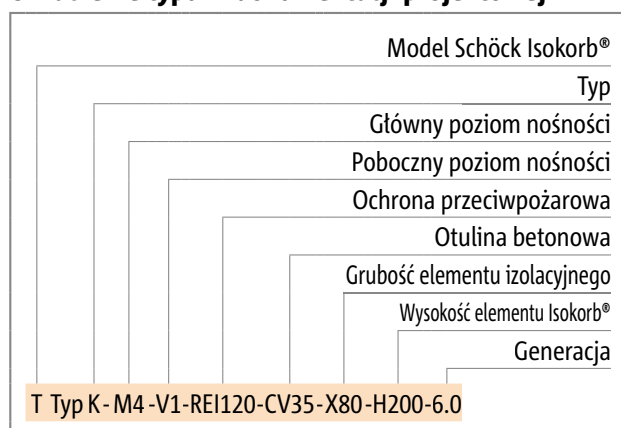 Model Schöck Isokorb®
Typ
Główny poziom nośności
Poboczny poziom nośności
Ochrona przeciwpożarowa
Otulina betonowa
Grubość elementu izolacyjnego
Wysokość elementu Isokorb®
Generacja
T Typ K - M4 -V1-REI120-CV35-X80-H200-6.0